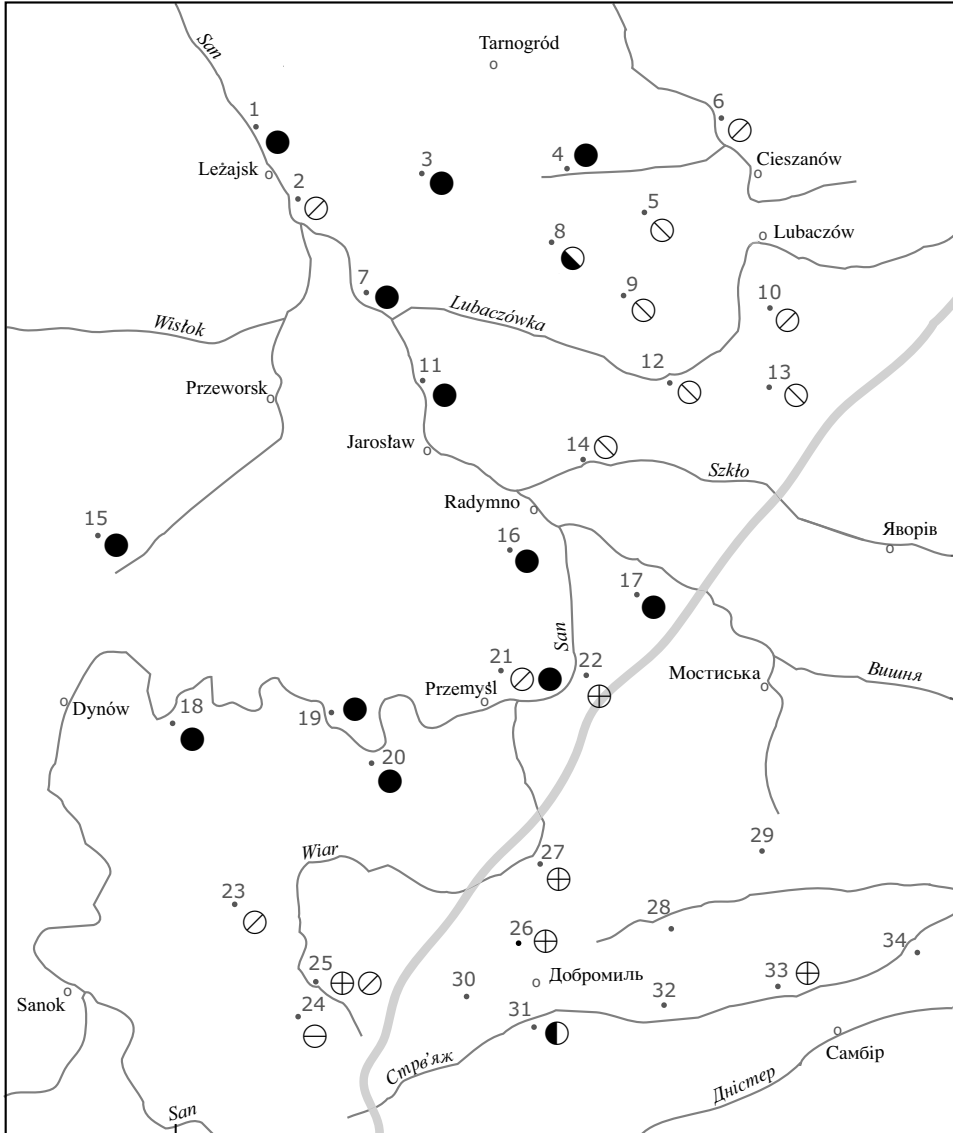 San
Tarnogród
1
6
3
4
Leżajsk
Cieszanów
2
5
8
Lubaczów
7
9
10
Lubaczówka
Wisłok
11
12
13
Przeworsk
Jarosław
14
Szkło
Radymno
15
Яворів
16
17
San
21
22
Przemyśl
Мостиська
Вишня
Dynów
18
19
20
Wiar
27
29
23
28
26
34
25
Добромиль
33
Sanok
30
24
31
32
Стрв'яж
Самбір
Дністер
San